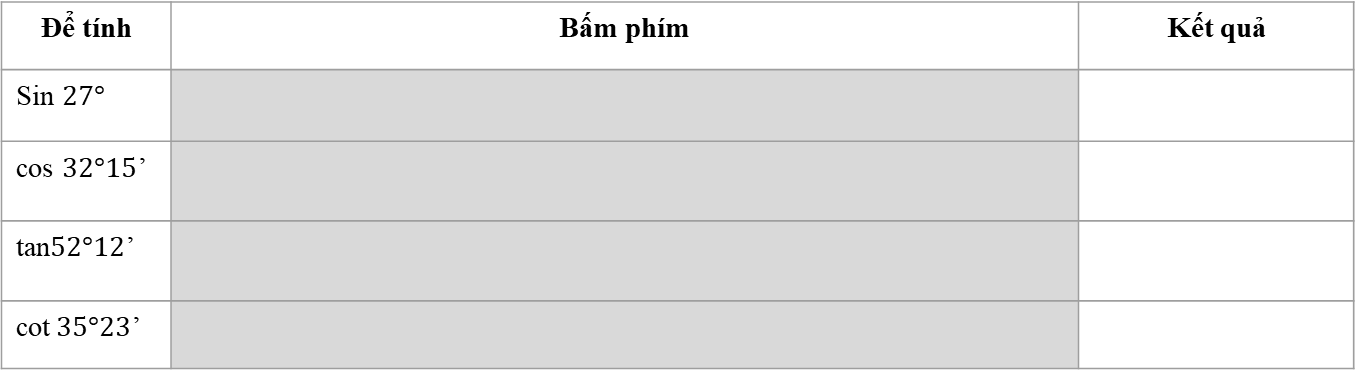 Để tính Bấm phím Kết quả
Sin 27°
cos 32°15’
tan52°12’
cot 35°23’